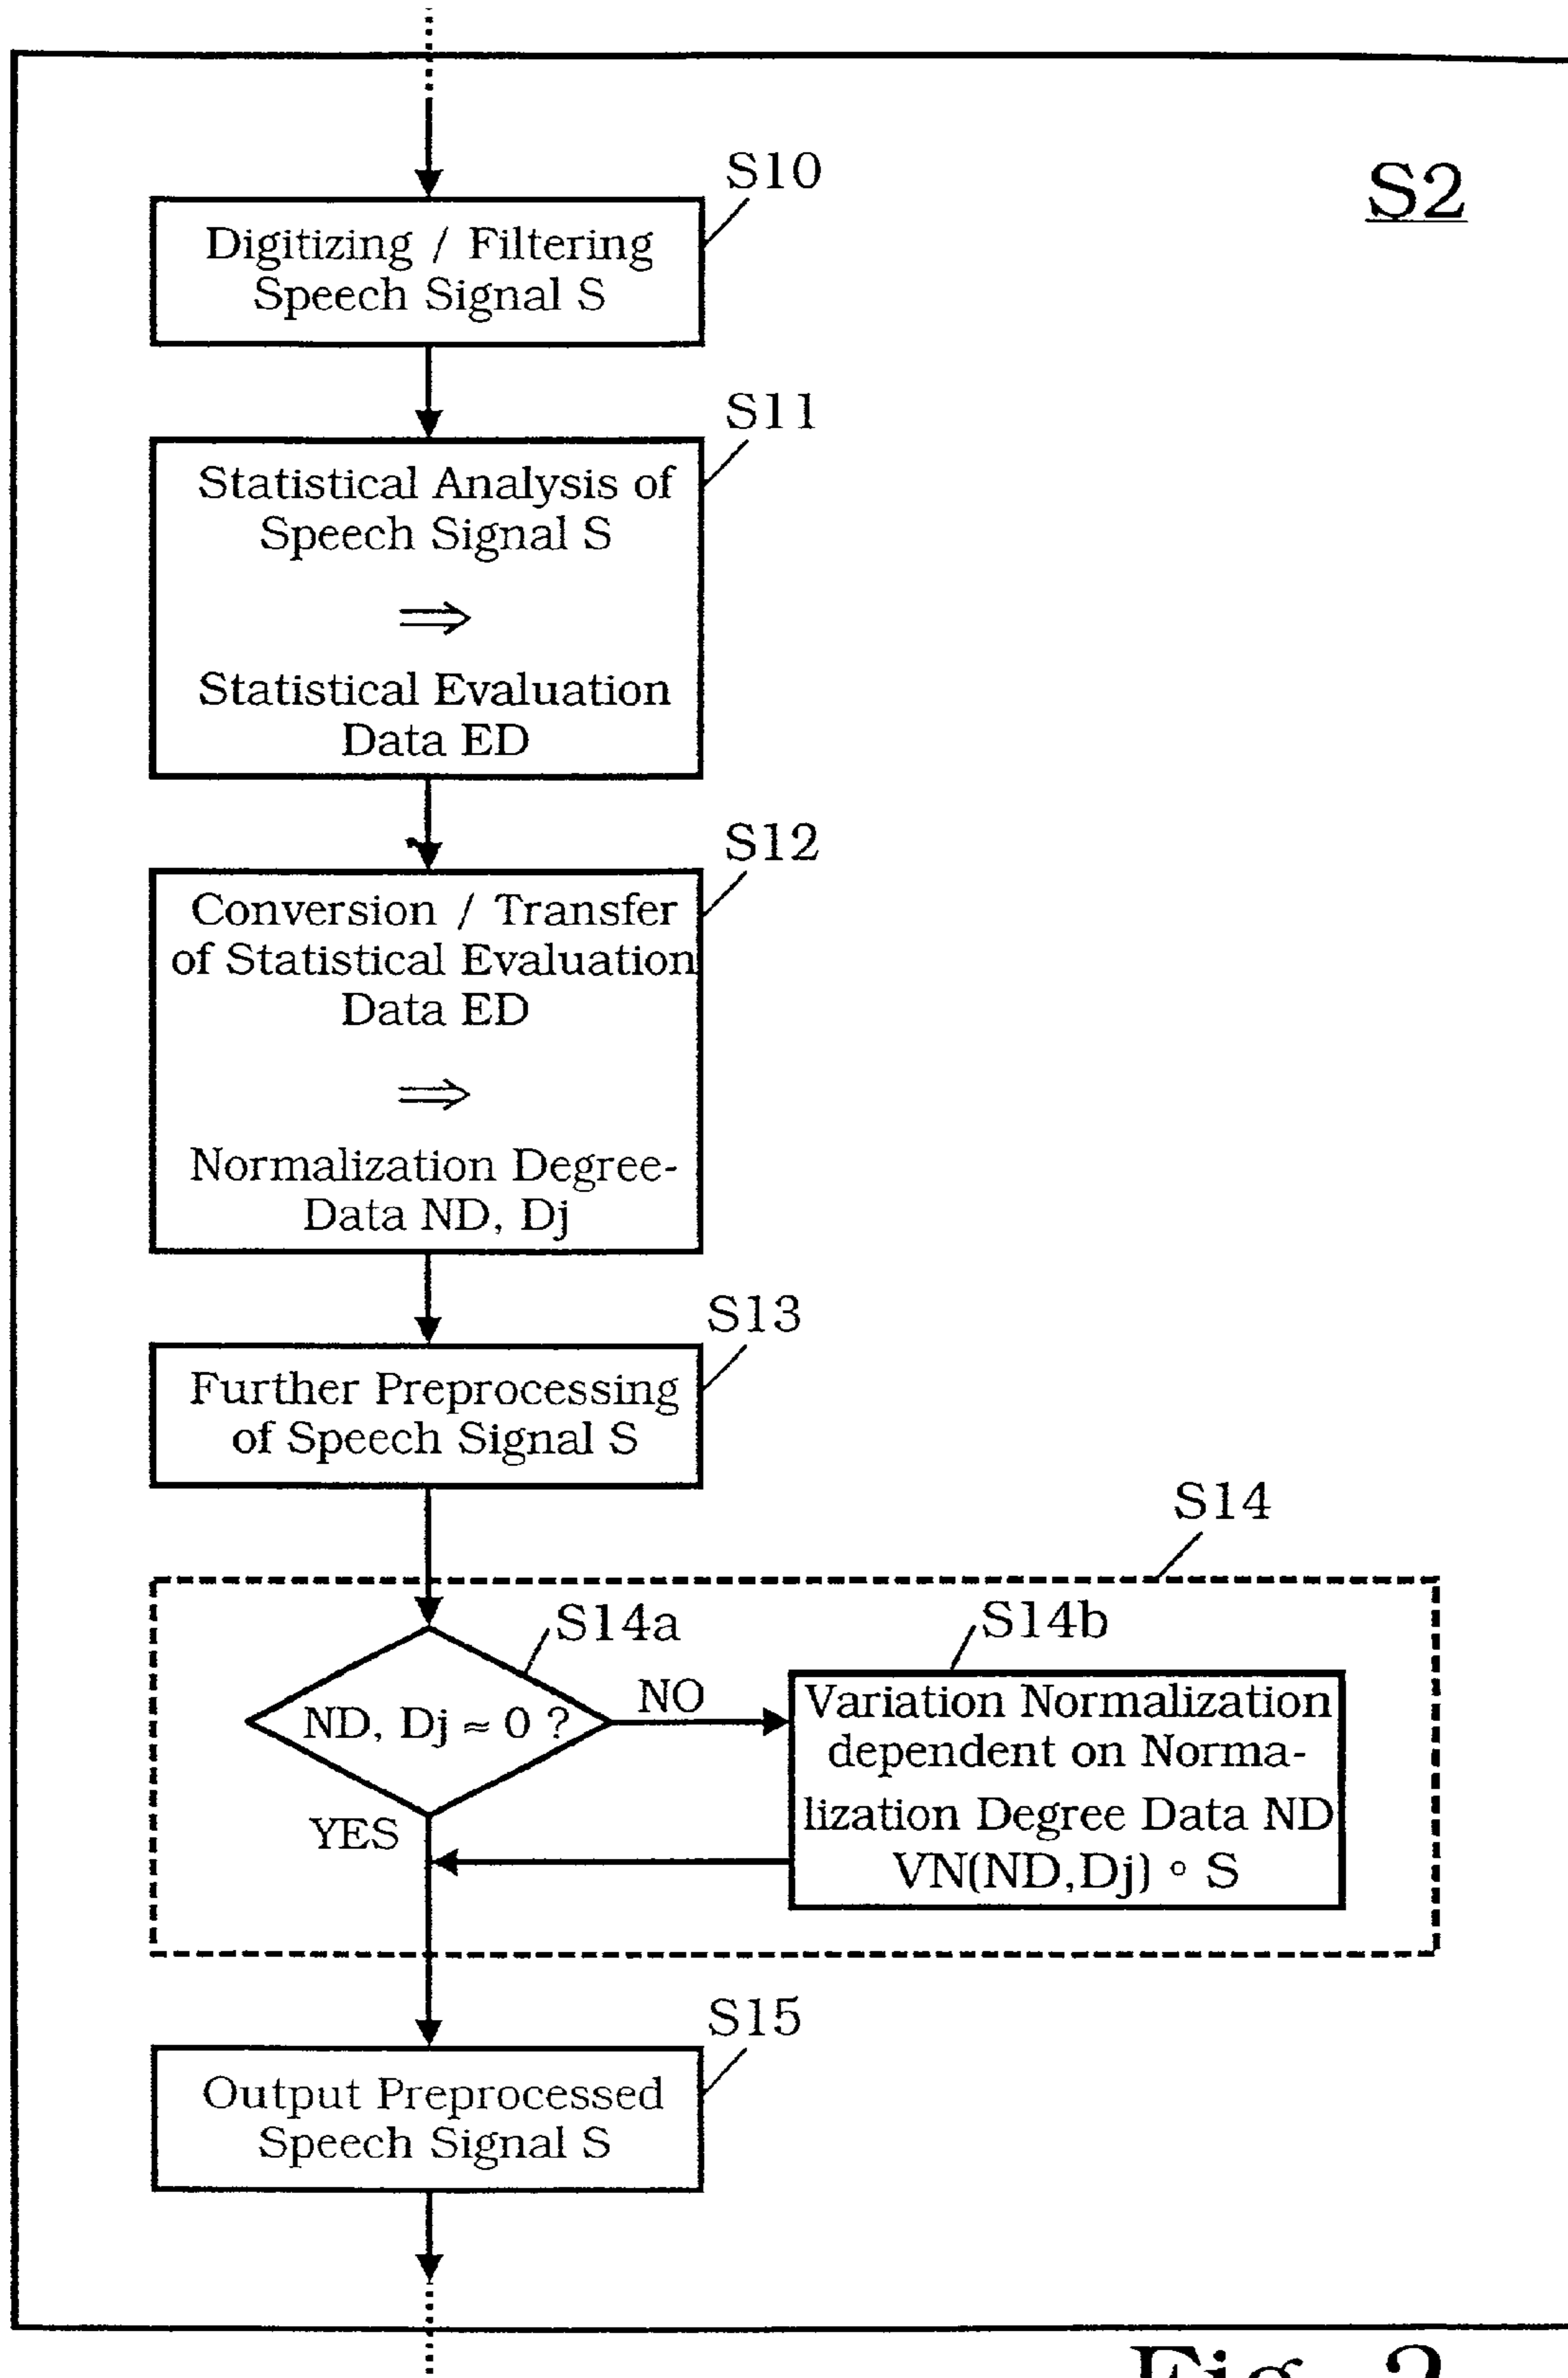 S2
S10
Digitizing / Filtering
Speech Signal S
S11
Statistical Analysis of
Speech Signal S
⇒
Statistical Evaluation
Data ED
S12
Conversion / Transfer
of Statistical Evaluation
Data ED
⇒
Normalization Degree-
Data ND, Dj
S13
Further Preprocessing
of Speech Signal S
S14
S14a
ND, Dj ≈ 0 ?
NO
YES
S14b
Variation Normalization
dependent on Norma-
lization Degree Data ND
VN(ND,Dj) ∘ S
S15
Output Preprocessed
Speech Signal S
Fig. 2